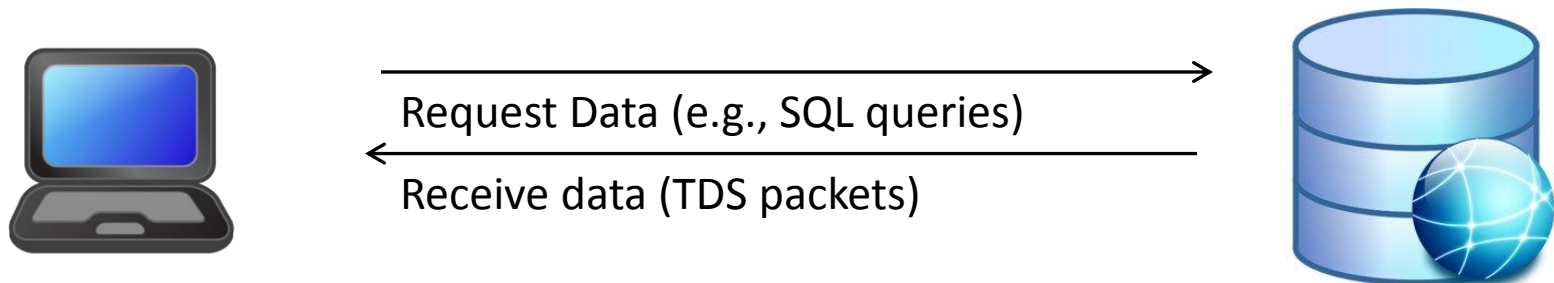 Request Data (e.g., SQL queries)
Receive data (TDS packets)